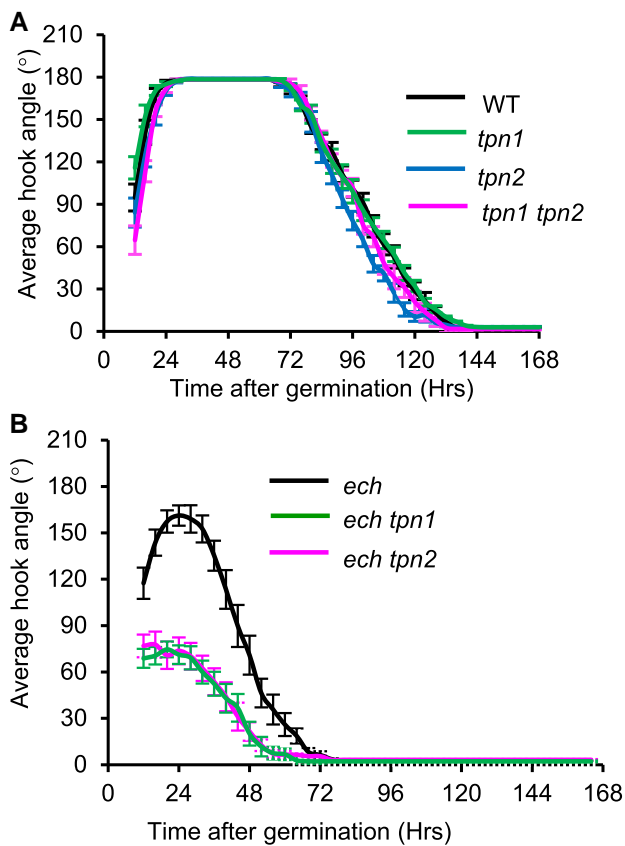 A
210
180
150
120
90
60
30
0
Average hook angle (°)
WT
tpn1
tpn2
tpn1 tpn2
0 24 48 72 96 120 144 168
Time after germination (Hrs)
B
210
180
150
120
90
60
30
0
Average hook angle (°)
ech
ech tpn1
ech tpn2
0 24 48 72 96 120 144 168
Time after germination (Hrs)